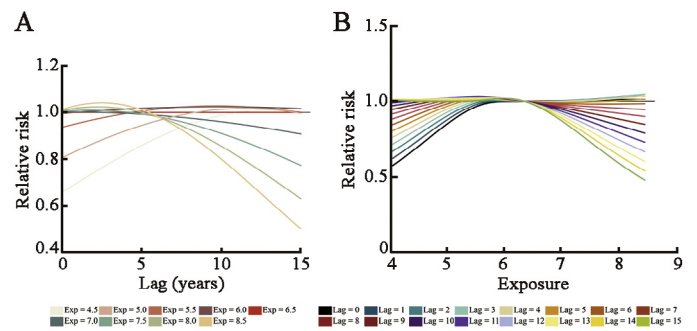 A
B
Relative risk
1.2
1.0
0.8
0.6
0.4
0
5
10
15
Lag (years)
Relative risk
1.5
1.0
0.5
0
4
5
6
7
8
9
Exposure
Exp = 4.5 Exp = 5.0 Exp = 5.5 Exp = 6.0 Exp = 6.5
Exp = 7.0 Exp = 7.5 Exp = 8.0 Exp = 8.5
Lag = 0 Lag = 1 Lag = 2 Lag = 3 Lag = 4 Lag = 5 Lag = 6 Lag = 7
Lag = 8 Lag = 9 Lag = 10 Lag = 11 Lag = 12 Lag = 13 Lag = 14 Lag = 15